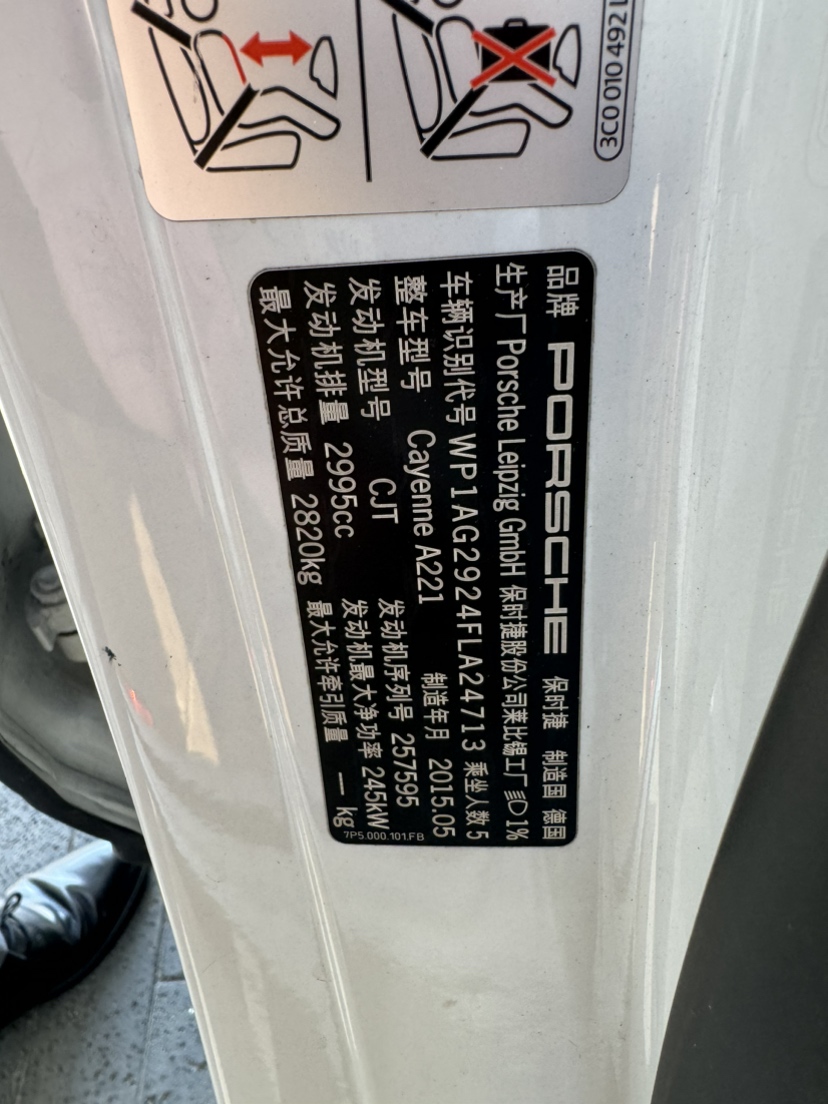 3C0 010 4921
品牌 PORSCHE 保时捷 制造国 德国
生产厂 Porsche Leipzig GmbH 保时捷股份公司莱比锡工厂 1%
车辆识别代号 WP1AG2924FLA24713 乘坐人数 5
整车型号 Cayenne A221 制造年月 2015.05
发动机型号 CJT 发动机序列号 257595
发动机排量 2995cc 发动机最大净功率 245kW
最大允许总质量 2820kg 最大允许牵引质量 — kg
7P5.000.101.FB